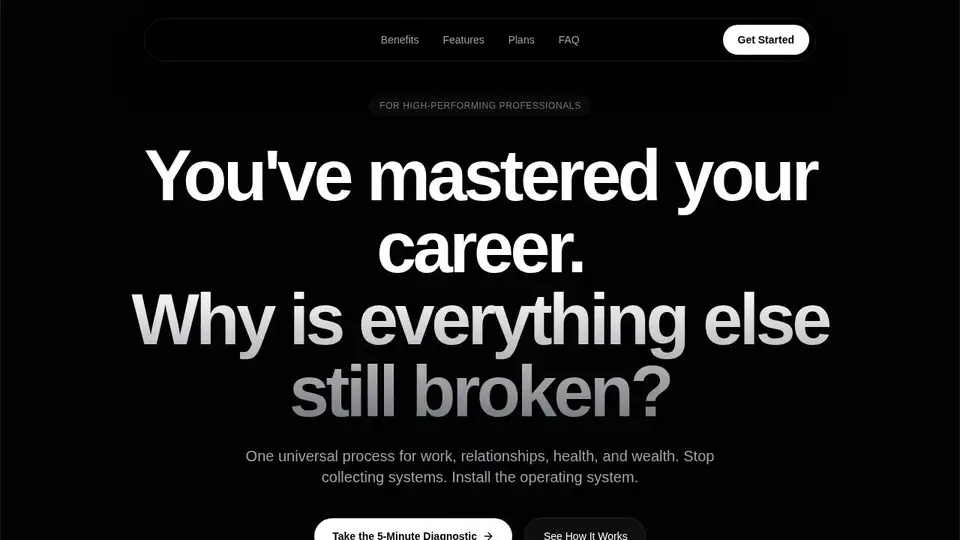 Benefits Features Plans FAQ Get Started
FOR HIGH-PERFORMING PROFESSIONALS
You've mastered your
career.
Why is everything else
still broken?
One universal process for work, relationships, health, and wealth. Stop
collecting systems. Install the operating system.
Take the 5-Minute Diagnostic → See How It Works